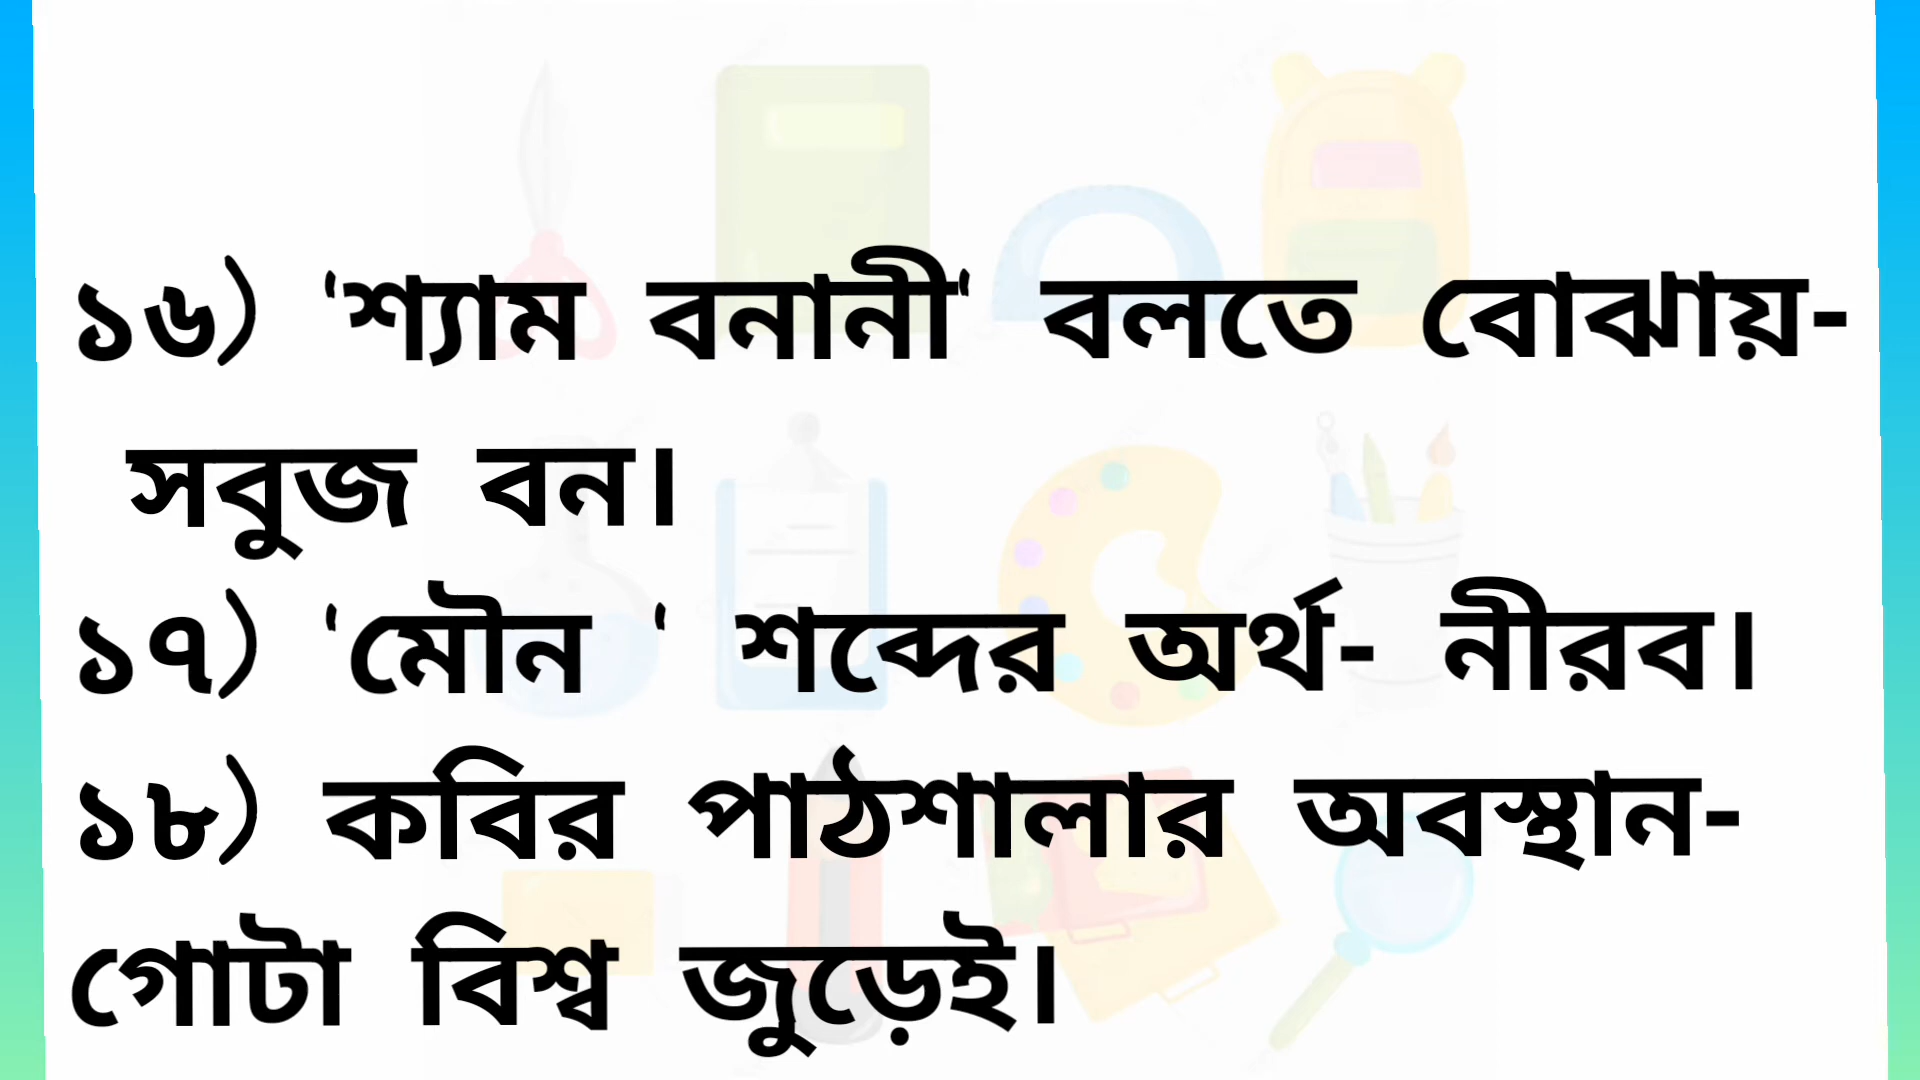 ১৬) ‘শ্যাম বনানী‘ বলতে বোঝায়-
সবুজ বন।
১৭) ‘মৌন ‘ শব্দের অর্থ- নীরব।
১৮) কবির পাঠশালার অবস্থান-
গোটা বিশ্ব জুড়েই।